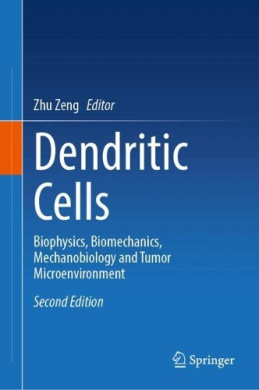 Zhu Zeng Editor
Dendritic
Cells
Biophysics, Biomechanics,
Mechanobiology and Tumor
Microenvironment
Second Edition
Springer